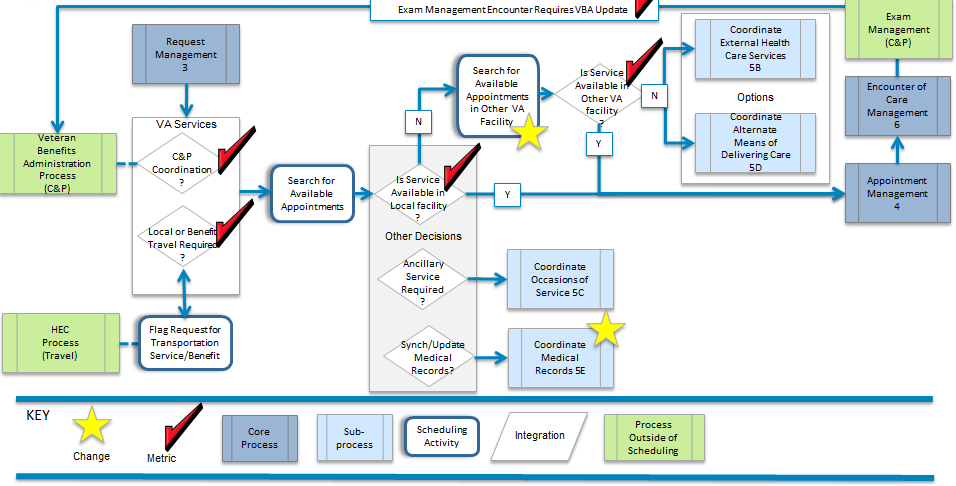 Exam Management Encounter Requires VBA Update
Exam
Management
(C&P)
Request
Management
3
Search for
Available
Appointments
in Other VA
Facility
Is Service
Available in
Other VA
facility
?
N
Coordinate
External Health
Care Services
5B
Options
Coordinate
Alternate
Means of
Delivering Care
5D
Encounter of
Care
Management
6
Appointment
Management
4
VA Services
C&P
Coordination
?
Veteran
Benefits
Administration
Process
(C&P)
Local or Benefit
Travel Required
?
Search for
Available
Appointments
N
Is Service
Available in
Local facility
?
Y
Y
Other Decisions
Ancillary
Service
Required
?
Coordinate
Occasions of
Service 5C
Synch/Update
Medical
Records?
Coordinate
Medical
Records 5E
HEC
Process
(Travel)
Flag Request for
Transportation
Service/Benefit
KEY
Change
Metric
Core
Process
Sub-
process
Scheduling
Activity
Integration
Process
Outside of
Scheduling